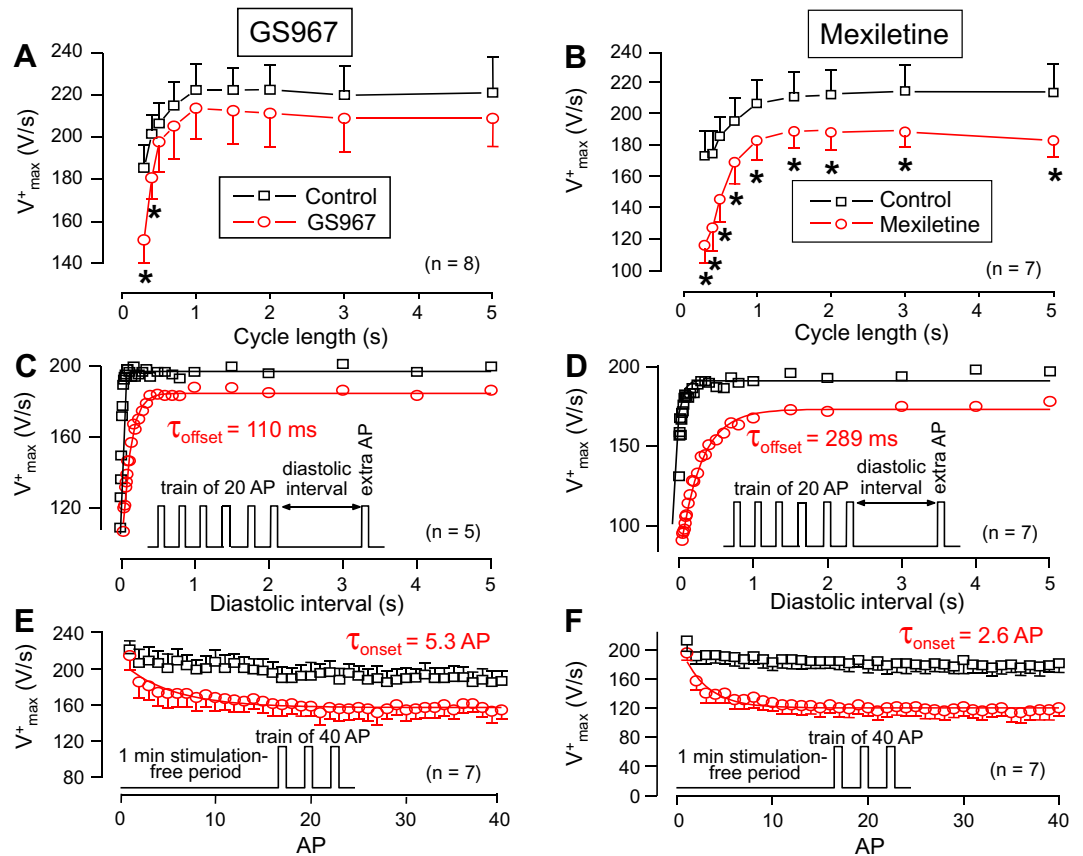 GS967
Mexiletine
A
V⁺max (V/s)
240
220
200
180
160
140
Control
GS967
*
*
(n = 8)
0 1 2 3 4 5
Cycle length (s)
B
V⁺max (V/s)
240
220
200
180
160
140
120
100
Control
Mexiletine
* * * * * * * * *
(n = 7)
0 1 2 3 4 5
Cycle length (s)
C
V⁺max (V/s)
200
160
120
τoffset = 110 ms
train of 20 AP
diastolic
interval
extra AP
(n = 5)
0 1 2 3 4 5
Diastolic interval (s)
D
V⁺max (V/s)
200
150
100
τoffset = 289 ms
train of 20 AP
diastolic
interval
extra AP
(n = 7)
0 1 2 3 4 5
Diastolic interval (s)
E
V⁺max (V/s)
240
200
160
120
80
τonset = 5.3 AP
1 min stimulation-
free period
train of 40 AP
(n = 7)
0 10 20 30 40
AP
F
V⁺max (V/s)
200
160
120
80
40
0
τonset = 2.6 AP
1 min stimulation-
free period
train of 40 AP
(n = 7)
0 10 20 30 40
AP